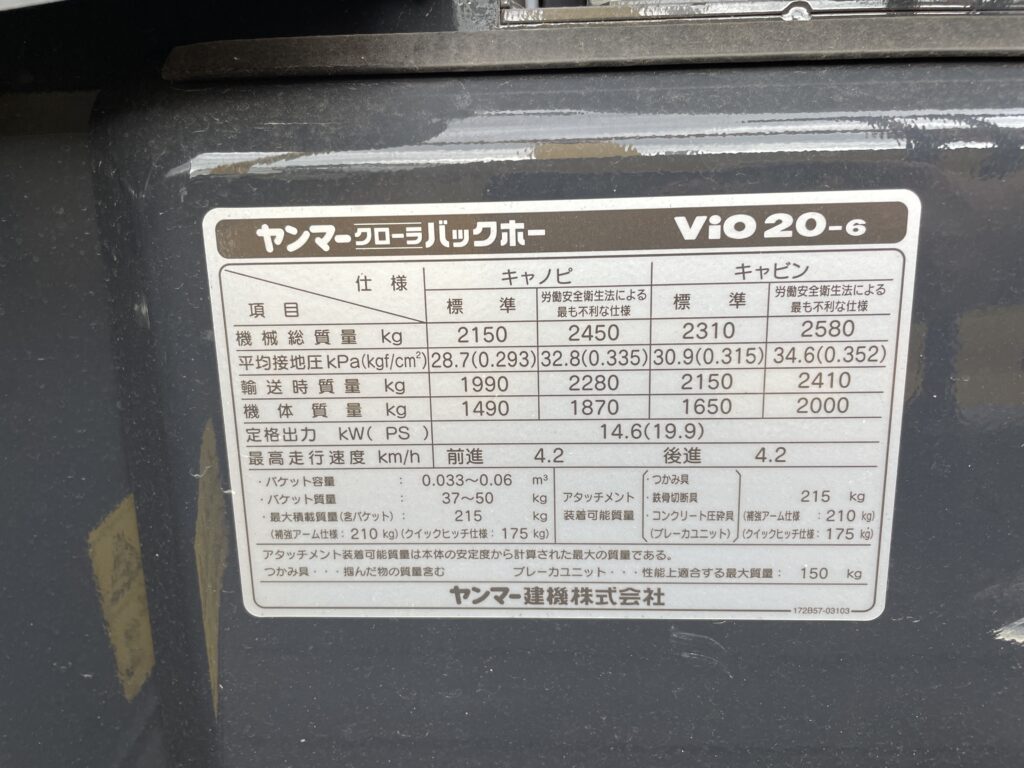 ヤンマークローラバックホー ViO20-6
仕様 キャノピ キャビン
項目 標準 労働安全衛生法による最も不利な仕様 標準 労働安全衛生法による最も不利な仕様
機械総質量 kg 2150 2450 2310 2580
平均接地圧kPa(kgf/cm²) 28.7(0.293) 32.8(0.335) 30.9(0.315) 34.6(0.352)
輸送時質量 kg 1990 2280 2150 2410
機体質量 kg 1490 1870 1650 2000
定格出力 kW( PS ) 14.6(19.9)
最高走行速度 km/h 前進 4.2 後進 4.2
・バケット容量 : 0.033～0.06 m³
・バケット質量 : 37～50 kg
・最大積載質量(含バケット) : 215 kg
(補強アーム仕様 : 210 kg) (クイックヒッチ仕様 : 175 kg)
アタッチメント装着可能質量
・つかみ具
・鉄骨切断具
・コンクリート圧砕具
(ブレーカユニット)
215 kg
(補強アーム仕様 : 210 kg)
(クイックヒッチ仕様 : 175 kg)
アタッチメント装着可能質量は本体の安定度から計算された最大の質量である。
つかみ具・・・掴んだ物の質量含む ブレーカユニット・・・性能上適合する最大質量 : 150 kg
ヤンマー建機株式会社
172B57-03103